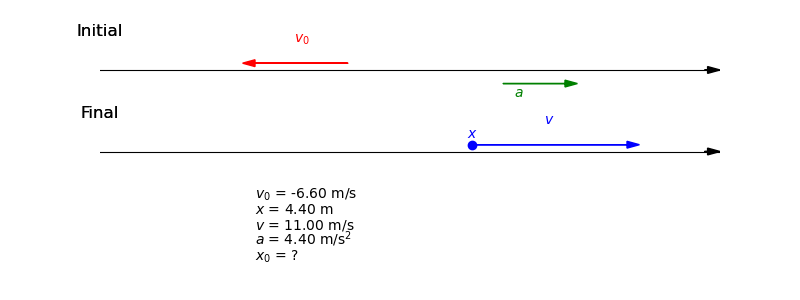 Initial
v₀
a
Final
v
x
v₀ = -6.60 m/s
x = 4.40 m
v = 11.00 m/s
a = 4.40 m/s²
x₀ = ?